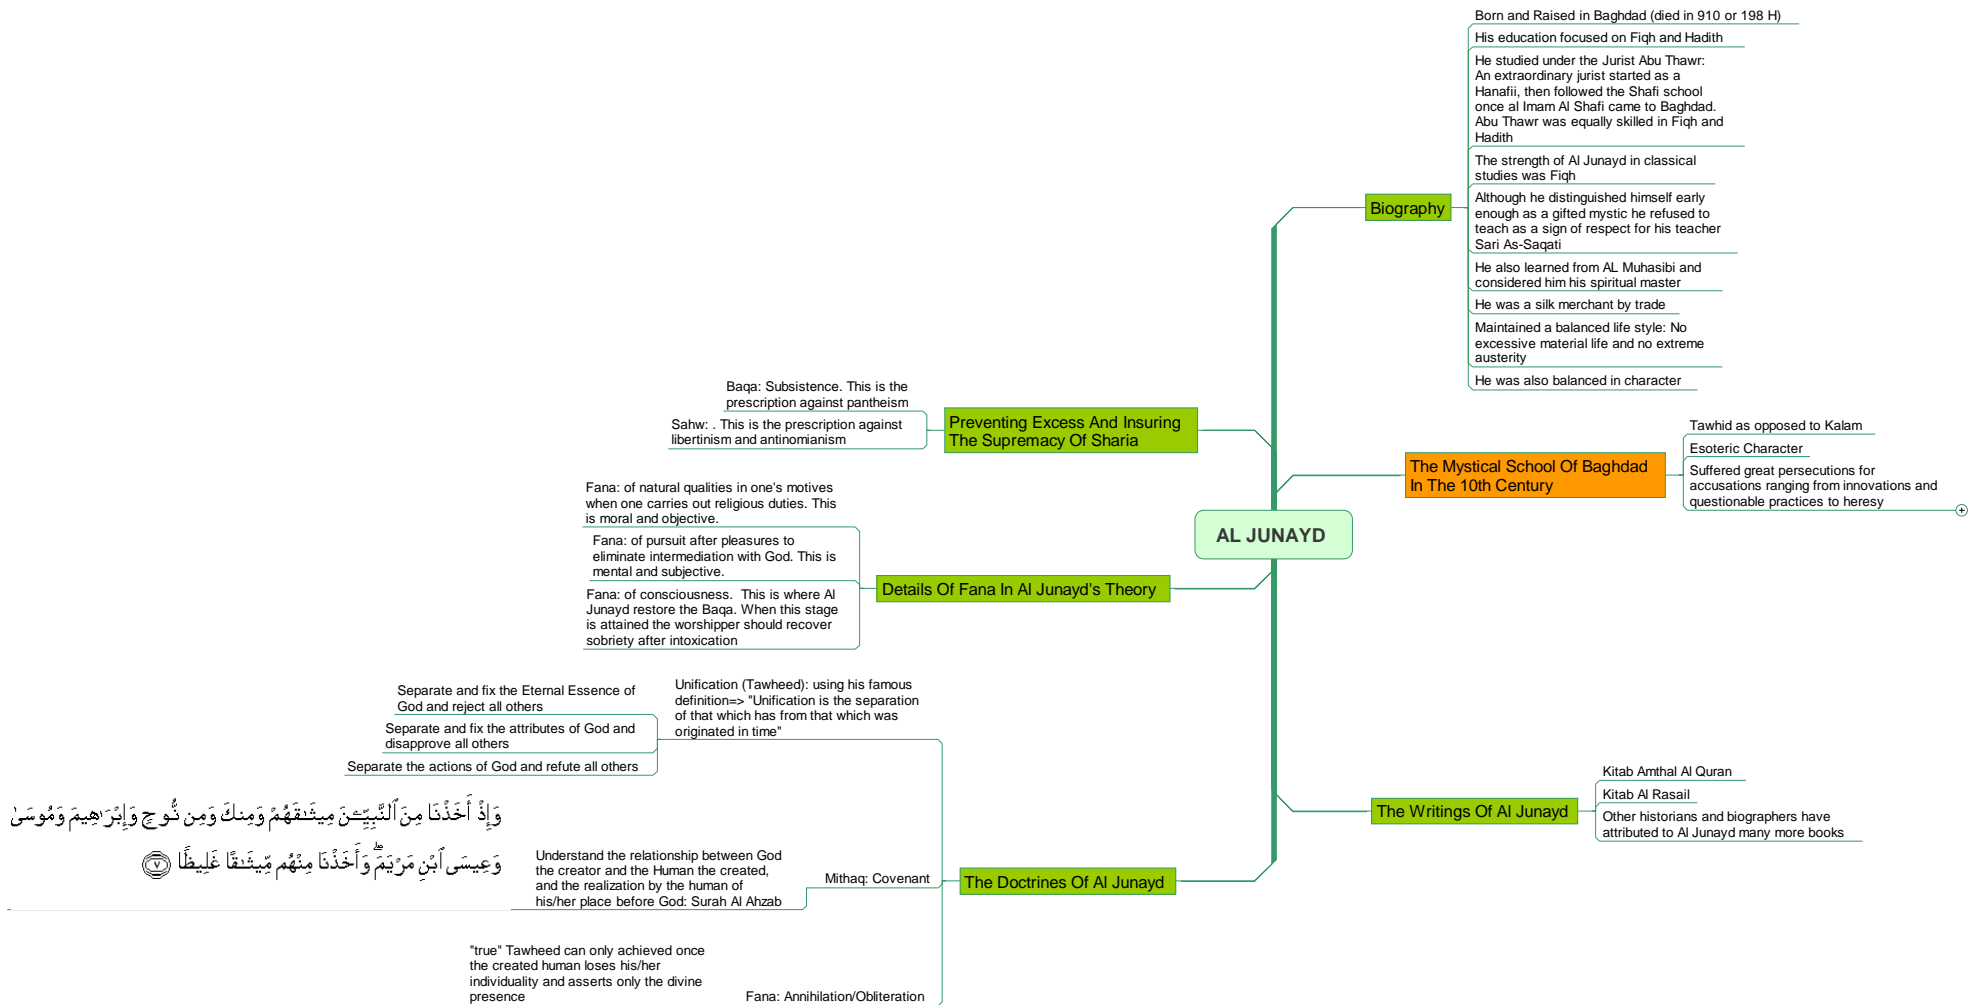 AL JUNAYD
Biography
Born and Raised in Baghdad (died in 910 or 198 H)
His education focused on Fiqh and Hadith
He studied under the Jurist Abu Thawr:
An extraordinary jurist started as a
Hanafii, then followed the Shafi school
once al Imam Al Shafi came to Baghdad.
Abu Thawr was equally skilled in Fiqh and
Hadith
The strength of Al Junayd in classical
studies was Fiqh
Although he distinguished himself early
enough as a gifted mystic he refused to
teach as a sign of respect for his teacher
Sari As-Saqati
He also learned from AL Muhasibi and
considered him his spiritual master
He was a silk merchant by trade
Maintained a balanced life style: No
excessive material life and no extreme
austerity
He was also balanced in character
The Mystical School Of Baghdad
In The 10th Century
Tawhid as opposed to Kalam
Esoteric Character
Suffered great persecutions for
accusations ranging from innovations and
questionable practices to heresy
The Writings Of Al Junayd
Kitab Amthal Al Quran
Kitab Al Rasail
Other historians and biographers have
attributed to Al Junayd many more books
Preventing Excess And Insuring
The Supremacy Of Sharia
Baqa: Subsistence. This is the
prescription against pantheism
Sahw: . This is the prescription against
libertinism and antinomianism
Details Of Fana In Al Junayd's Theory
Fana: of natural qualities in one's motives
when one carries out religious duties. This
is moral and objective.
Fana: of pursuit after pleasures to
eliminate intermediation with God. This is
mental and subjective.
Fana: of consciousness.  This is where Al
Junayd restore the Baqa. When this stage
is attained the worshipper should recover
sobriety after intoxication
The Doctrines Of Al Junayd
Unification (Tawheed): using his famous
definition=> "Unification is the separation
of that which has from that which was
originated in time"
Separate and fix the Eternal Essence of
God and reject all others
Separate and fix the attributes of God and
disapprove all others
Separate the actions of God and refute all others
Mithaq: Covenant
Understand the relationship between God
the creator and the Human the created,
and the realization by the human of
his/her place before God: Surah Al Ahzab
وَإِذْ أَخَذْنَا مِنَ ٱلنَّبِيِّـۧنَ مِيثَـٰقَهُمْ وَمِنكَ وَمِن نُّوحٍ وَإِبْرَٰهِيمَ وَمُوسَىٰ
وَعِيسَى ٱبْنِ مَرْيَمَ ۖ وَأَخَذْنَا مِنْهُم مِّيثَـٰقًا غَلِيظًا ٧
Fana: Annihilation/Obliteration
"true" Tawheed can only achieved once
the created human loses his/her
individuality and asserts only the divine
presence